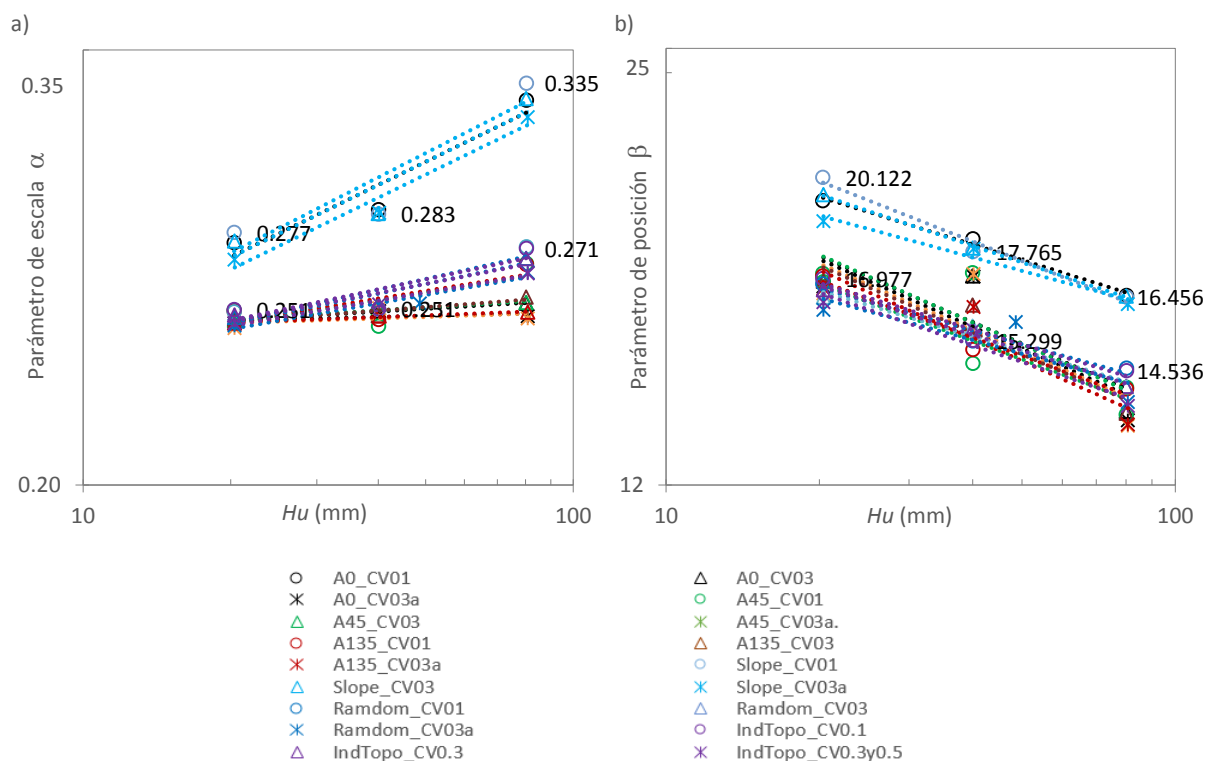 a)
0.35
0.335
0.277
0.283
0.271
0.251
0.251
0.20
10
100
Hu (mm)
Parámetro de escala α
b)
25
20.122
17.765
16.977
16.456
15.299
14.536
12
10
100
Hu (mm)
Parámetro de posición β
A0_CV01
A0_CV03
A0_CV03a
A45_CV01
A45_CV03
A45_CV03a.
A135_CV01
A135_CV03
A135_CV03a
Slope_CV01
Slope_CV03
Slope_CV03a
Ramdom_CV01
Ramdom_CV03
Ramdom_CV03a
IndTopo_CV0.1
IndTopo_CV0.3
IndTopo_CV0.3y0.5